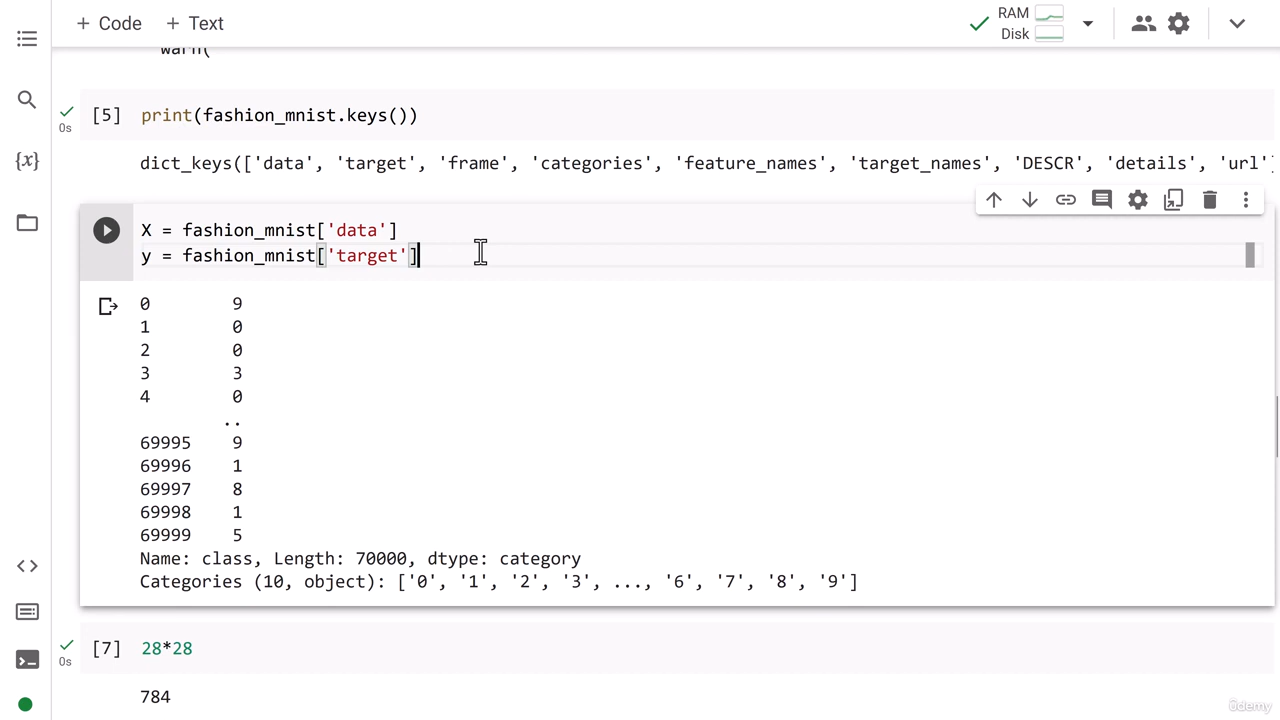 + Code + Text
RAM
Disk
warn(
[5] print(fashion_mnist.keys())
0s
dict_keys(['data', 'target', 'frame', 'categories', 'feature_names', 'target_names', 'DESCR', 'details', 'url']
{x}
X = fashion_mnist['data']
y = fashion_mnist['target']
0 9
1 0
2 0
3 3
4 0
..
69995 9
69996 1
69997 8
69998 1
69999 5
Name: class, Length: 70000, dtype: category
Categories (10, object): ['0', '1', '2', '3', ..., '6', '7', '8', '9']
[7] 28*28
0s
784
ûdemy